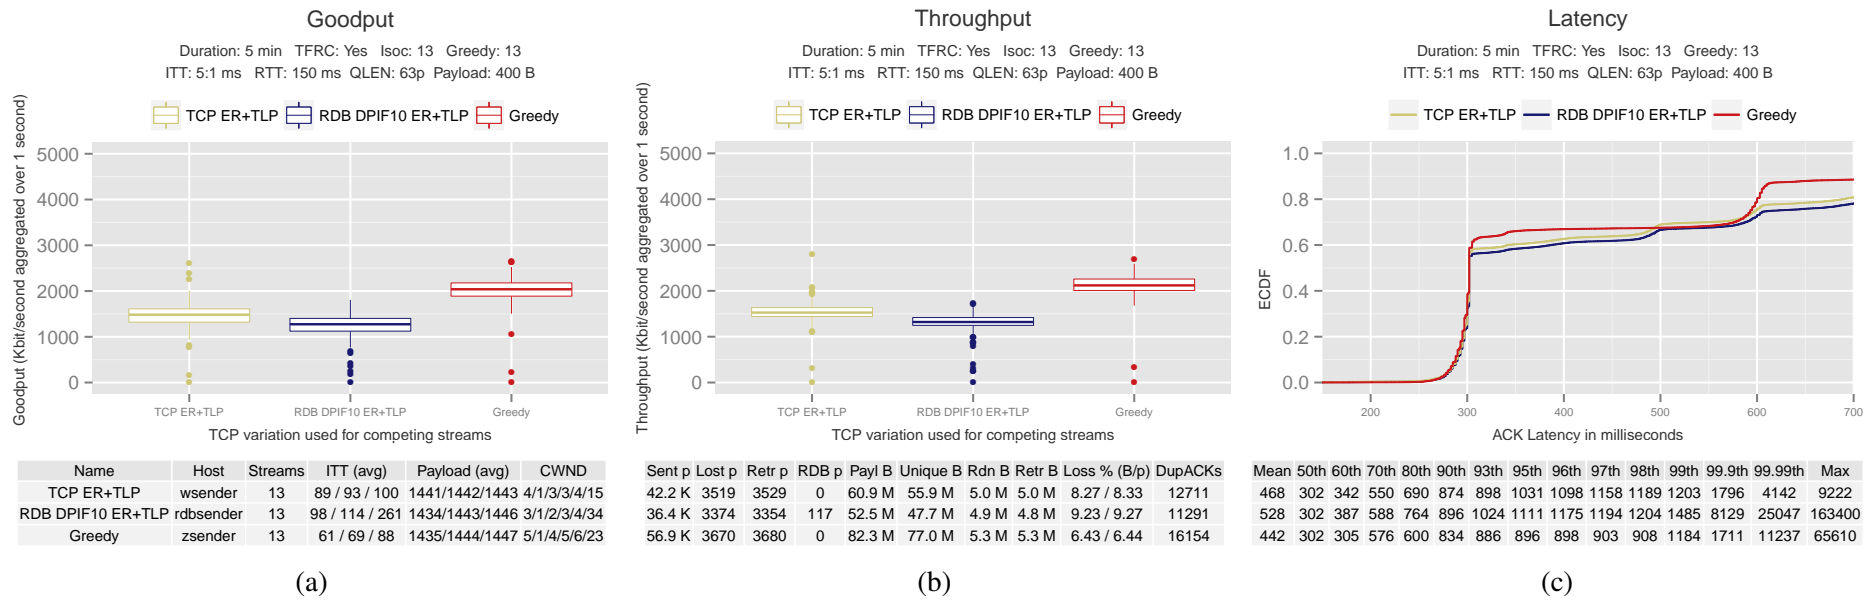 Goodput
Duration: 5 min TFRC: Yes Isoc: 13 Greedy: 13
ITT: 5:1 ms RTT: 150 ms QLEN: 63p Payload: 400 B
TCP ER+TLP RDB DPIF10 ER+TLP Greedy
Goodput (Kbit/second aggregated over 1 second)
5000
4000
3000
2000
1000
0
TCP ER+TLP RDB DPIF10 ER+TLP Greedy
TCP variation used for competing streams
Name Host Streams ITT (avg) Payload (avg) CWND
TCP ER+TLP wsender 13 89 / 93 / 100 1441/1442/1443 4/1/3/3/4/15
RDB DPIF10 ER+TLP rdbsender 13 98 / 114 / 261 1434/1443/1446 3/1/2/3/4/34
Greedy zsender 13 61 / 69 / 88 1435/1444/1447 5/1/4/5/6/23
(a)
Throughput
Duration: 5 min TFRC: Yes Isoc: 13 Greedy: 13
ITT: 5:1 ms RTT: 150 ms QLEN: 63p Payload: 400 B
TCP ER+TLP RDB DPIF10 ER+TLP Greedy
Throughput (Kbit/second aggregated over 1 second)
5000
4000
3000
2000
1000
0
TCP ER+TLP RDB DPIF10 ER+TLP Greedy
TCP variation used for competing streams
Sent p Lost p Retr p RDB p Payl B Unique B Rdn B Retr B Loss % (B/p) DupACKs
42.2 K 3519 3529 0 60.9 M 55.9 M 5.0 M 5.0 M 8.27 / 8.33 12711
36.4 K 3374 3354 117 52.5 M 47.7 M 4.9 M 4.8 M 9.23 / 9.27 11291
56.9 K 3670 3680 0 82.3 M 77.0 M 5.3 M 5.3 M 6.43 / 6.44 16154
(b)
Latency
Duration: 5 min TFRC: Yes Isoc: 13 Greedy: 13
ITT: 5:1 ms RTT: 150 ms QLEN: 63p Payload: 400 B
TCP ER+TLP RDB DPIF10 ER+TLP Greedy
ECDF
1.0
0.8
0.6
0.4
0.2
0.0
200 300 400 500 600 700
ACK Latency in milliseconds
Mean 50th 60th 70th 80th 90th 93th 95th 96th 97th 98th 99th 99.9th 99.99th Max
468 302 342 550 690 874 898 1031 1098 1158 1189 1203 1796 4142 9222
528 302 387 588 764 896 1024 1111 1175 1194 1204 1485 8129 25047 163400
442 302 305 576 600 834 886 896 898 903 908 1184 1711 11237 65610
(c)